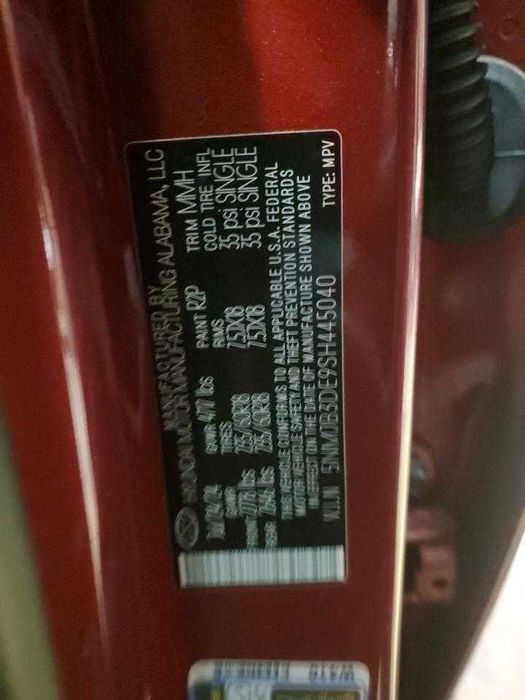 MANUFACTURED BY
HYUNDAI MOTOR MANUFACTURING ALABAMA, LLC
PAINT R2P TRIM MMH
GVWR 4717 lbs
TIRES RIMS COLD TIRE INFL
235/60R18 7.5JX18 35 psi SINGLE
235/60R18 7.5JX18 35 psi SINGLE
THIS VEHICLE CONFORMS TO ALL APPLICABLE U.S.A. FEDERAL
MOTOR VEHICLE SAFETY AND THEFT PREVENTION STANDARDS
IN EFFECT ON THE DATE OF MANUFACTURE SHOWN ABOVE
V.I.N 5NMJB3DE9SH445040 TYPE: MPV